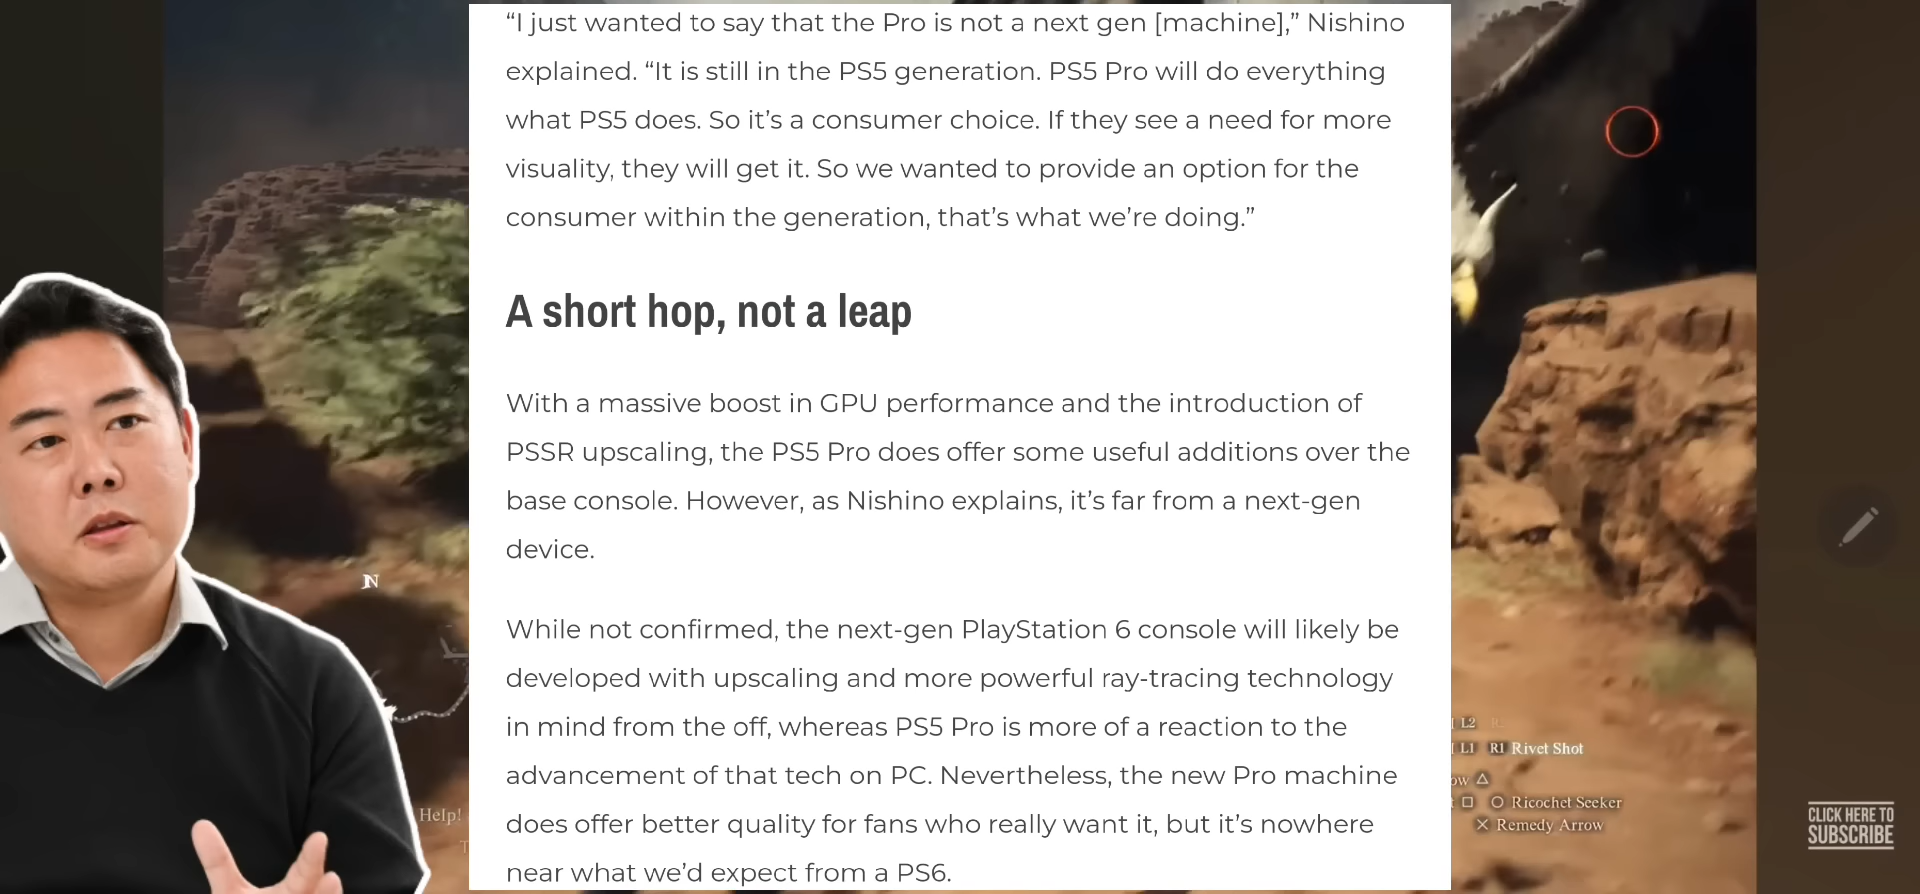 “I just wanted to say that the Pro is not a next gen [machine],” Nishino
explained. “It is still in the PS5 generation. PS5 Pro will do everything
what PS5 does. So it’s a consumer choice. If they see a need for more
visuality, they will get it. So we wanted to provide an option for the
consumer within the generation, that’s what we’re doing.”
A short hop, not a leap
With a massive boost in GPU performance and the introduction of
PSSR upscaling, the PS5 Pro does offer some useful additions over the
base console. However, as Nishino explains, it’s far from a next-gen
device.
While not confirmed, the next-gen PlayStation 6 console will likely be
developed with upscaling and more powerful ray-tracing technology
in mind from the off, whereas PS5 Pro is more of a reaction to the
advancement of that tech on PC. Nevertheless, the new Pro machine
does offer better quality for fans who really want it, but it’s nowhere
near what we’d expect from a PS6.
N
Help!
L2
L1 R1 Rivet Shot
Ricochet Seeker
Remedy Arrow
CLICK HERE TO
SUBSCRIBE